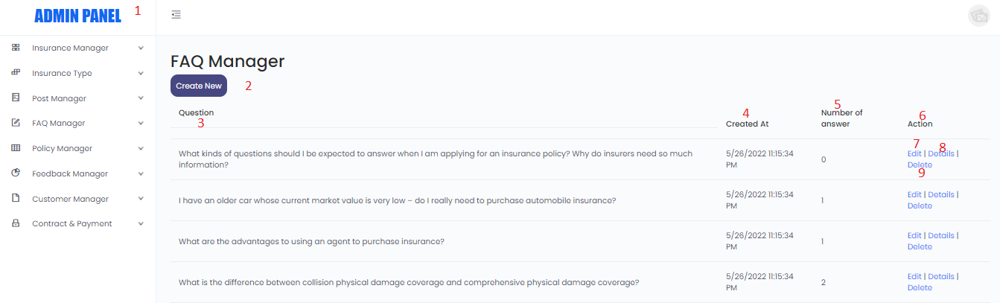 ADMIN PANEL 1
Insurance Manager
Insurance Type
Post Manager
FAQ Manager
Policy Manager
Feedback Manager
Customer Manager
Contract & Payment
FAQ Manager
Create New 2
Question
3
4
Created At
5
Number of
answer
6
Action
7
8
What kinds of questions should I be expected to answer when I am applying for an insurance policy? Why do insurers need so much
information?
5/26/2022 11:15:34
PM
0
Edit | Details |
Delete
9
I have an older car whose current market value is very low – do I really need to purchase automobile insurance?
5/26/2022 11:15:34
PM
1
Edit | Details |
Delete
What are the advantages to using an agent to purchase insurance?
5/26/2022 11:15:34
PM
1
Edit | Details |
Delete
What is the difference between collision physical damage coverage and comprehensive physical damage coverage?
5/26/2022 11:15:34
PM
2
Edit | Details |
Delete